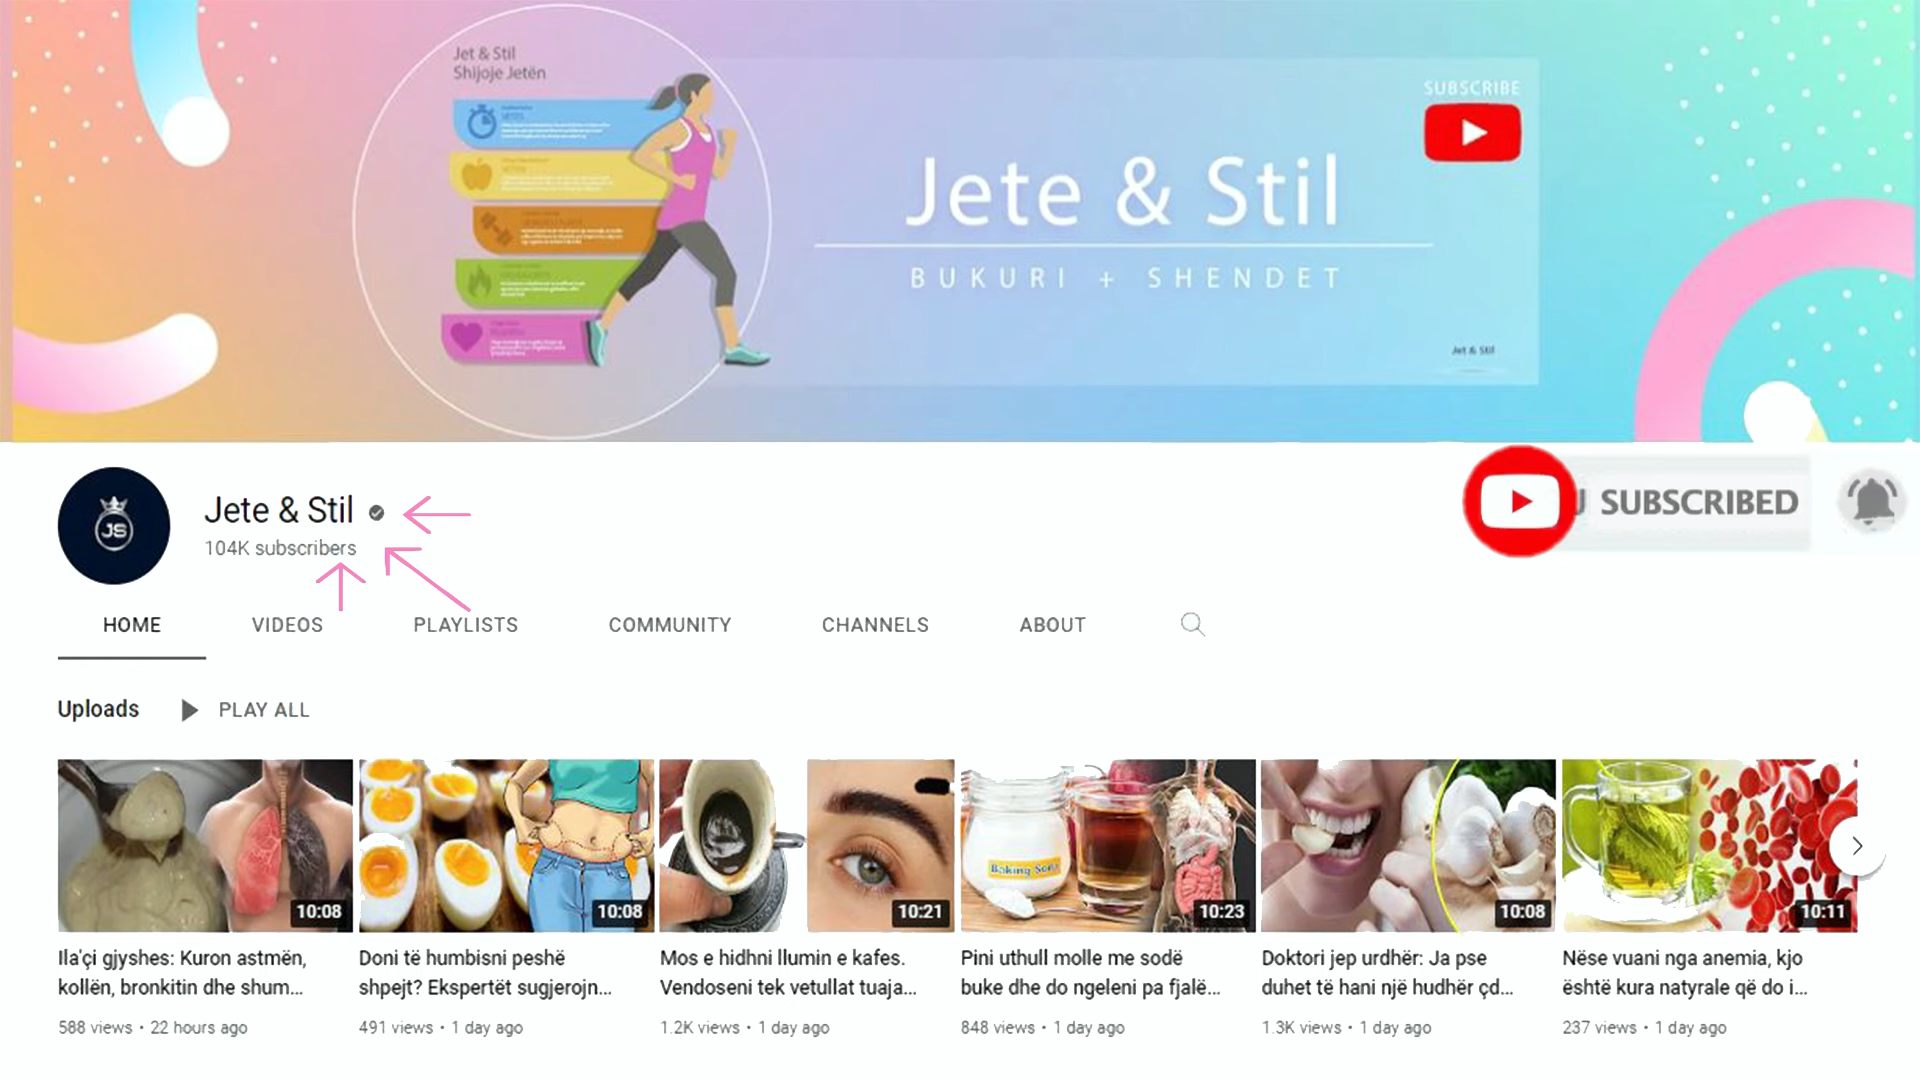 Jet & Stil
Shijoje Jetën
SUBSCRIBE
Jete & Stil
BUKURI + SHENDET
Jet & Stil
JS
Jete & Stil
104K subscribers
SUBSCRIBED
HOME VIDEOS PLAYLISTS COMMUNITY CHANNELS ABOUT
Uploads PLAY ALL
Baking Soda
10:08 10:08 10:21 10:23 10:08 10:11
Ila'çi gjyshes: Kuron astmën,
kollën, bronkitin dhe shum...
588 views • 22 hours ago
Doni të humbisni peshë
shpejt? Ekspertët sugjerojn...
491 views • 1 day ago
Mos e hidhni llumin e kafes.
Vendoseni tek vetullat tuaja...
1.2K views • 1 day ago
Pini uthull molle me sodë
buke dhe do ngeleni pa fjalë...
848 views • 1 day ago
Doktori jep urdhër: Ja pse
duhet të hani një hudhër çd...
1.3K views • 1 day ago
Nëse vuani nga anemia, kjo
është kura natyrale që do i...
237 views • 1 day ago